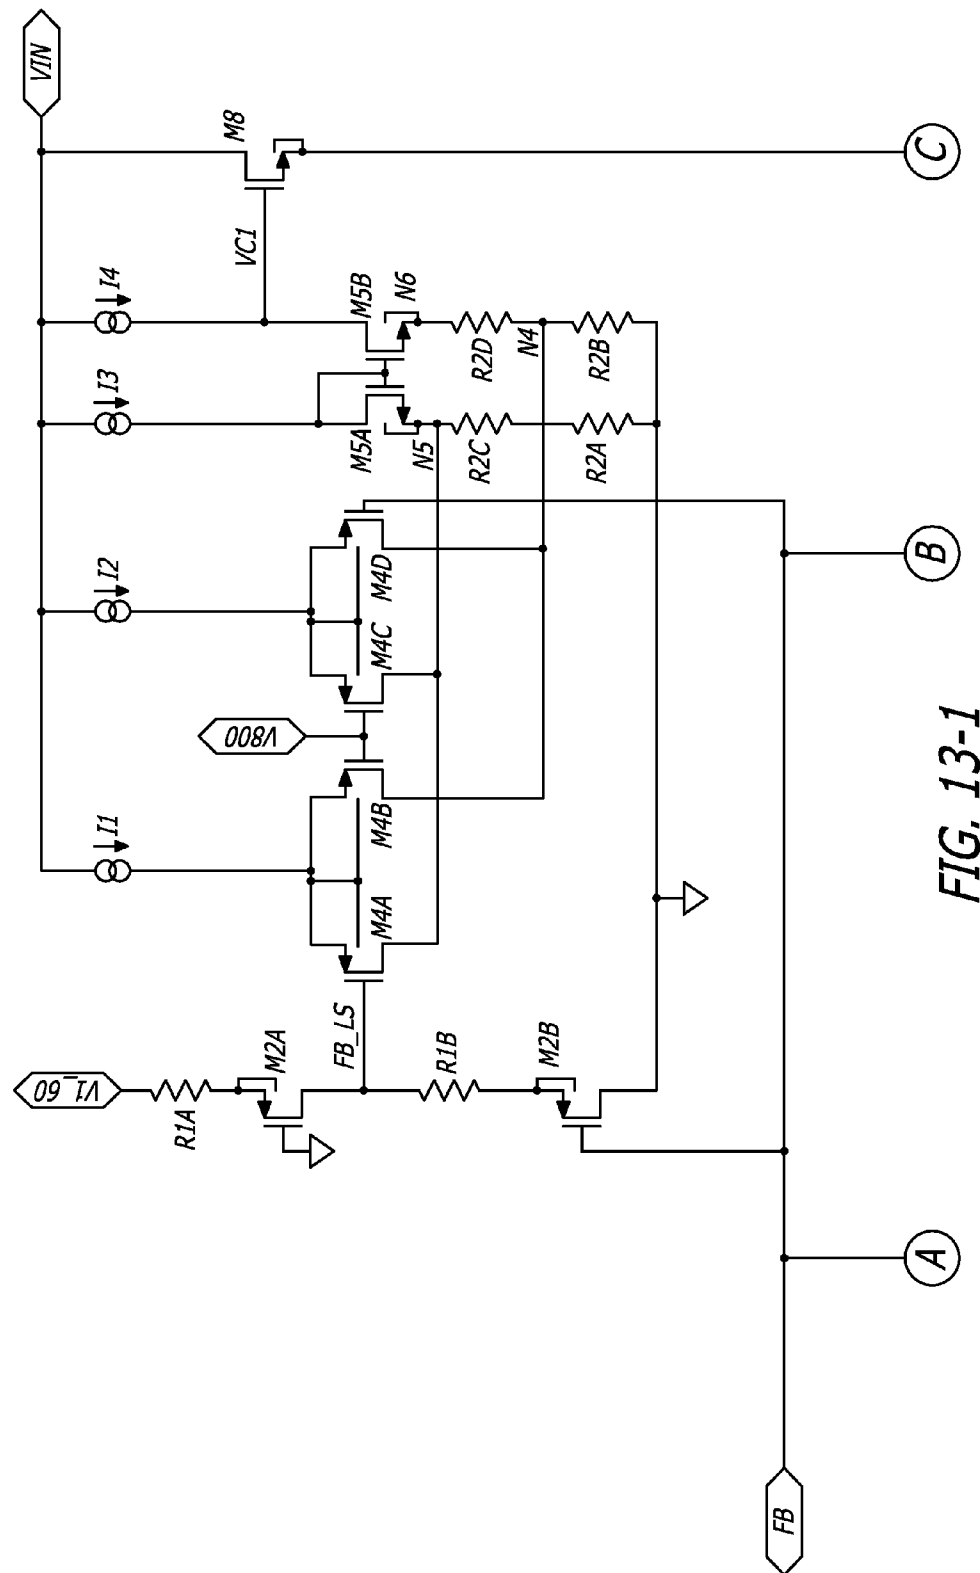 VIN
I1
I2
I3
I4
M8
VC1
V1_60
R1A
M2A
FB_LS
R1B
M2B
M4A
M4B
V800
M4C
M4D
M5A
M5B
N5
N6
R2C
R2D
N4
R2A
R2B
FB
A
B
C
FIG. 13-1